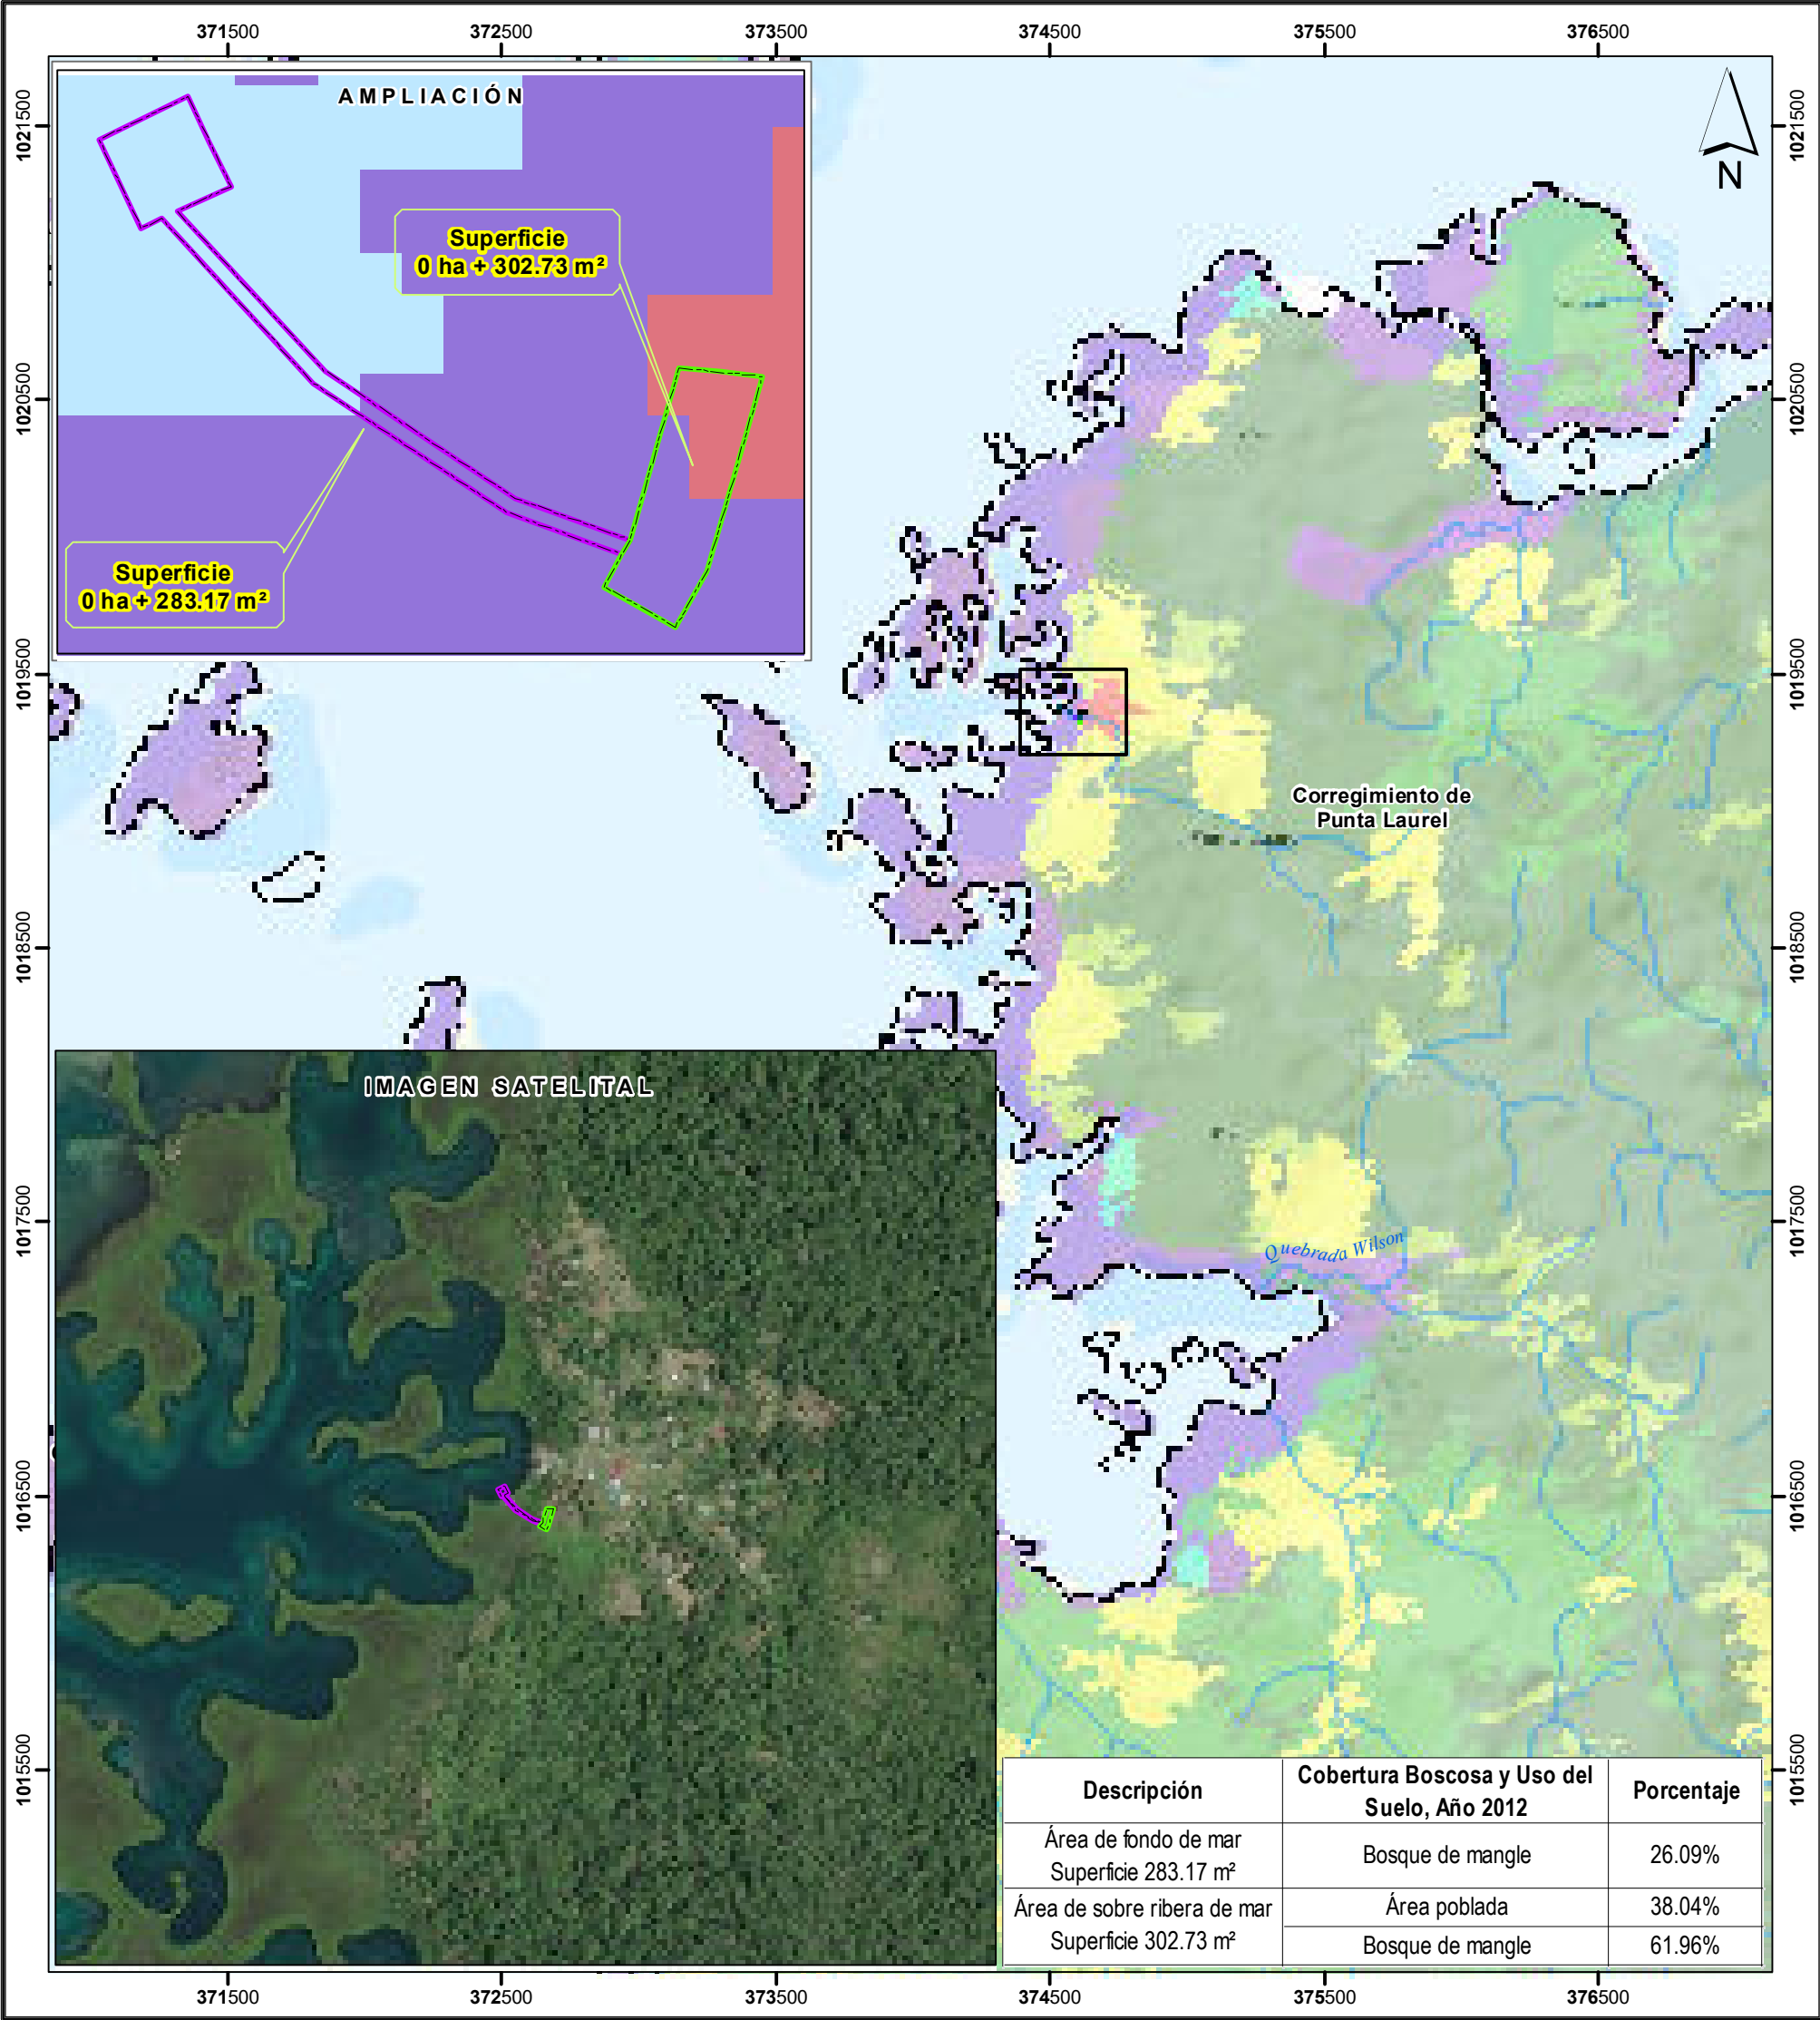 371500 372500 373500 374500 375500 376500
AMPLIACIÓN
Superficie
0 ha + 302.73 m²
Superficie
0 ha + 283.17 m²
N
1021500 1021500
1020500 1020500
1019500 1019500
1018500 1018500
1017500 1017500
1016500 1016500
1015500 1015500
Corregimiento de
Punta Laurel
Quebrada Wilson
IMAGEN SATELITAL
Descripción
Cobertura Boscosa y Uso del
Suelo, Año 2012
Porcentaje
Área de fondo de mar
Superficie 283.17 m²
Bosque de mangle
26.09%
Área de sobre ribera de mar
Superficie 302.73 m²
Área poblada
38.04%
Bosque de mangle
61.96%
371500 372500 373500 374500 375500 376500